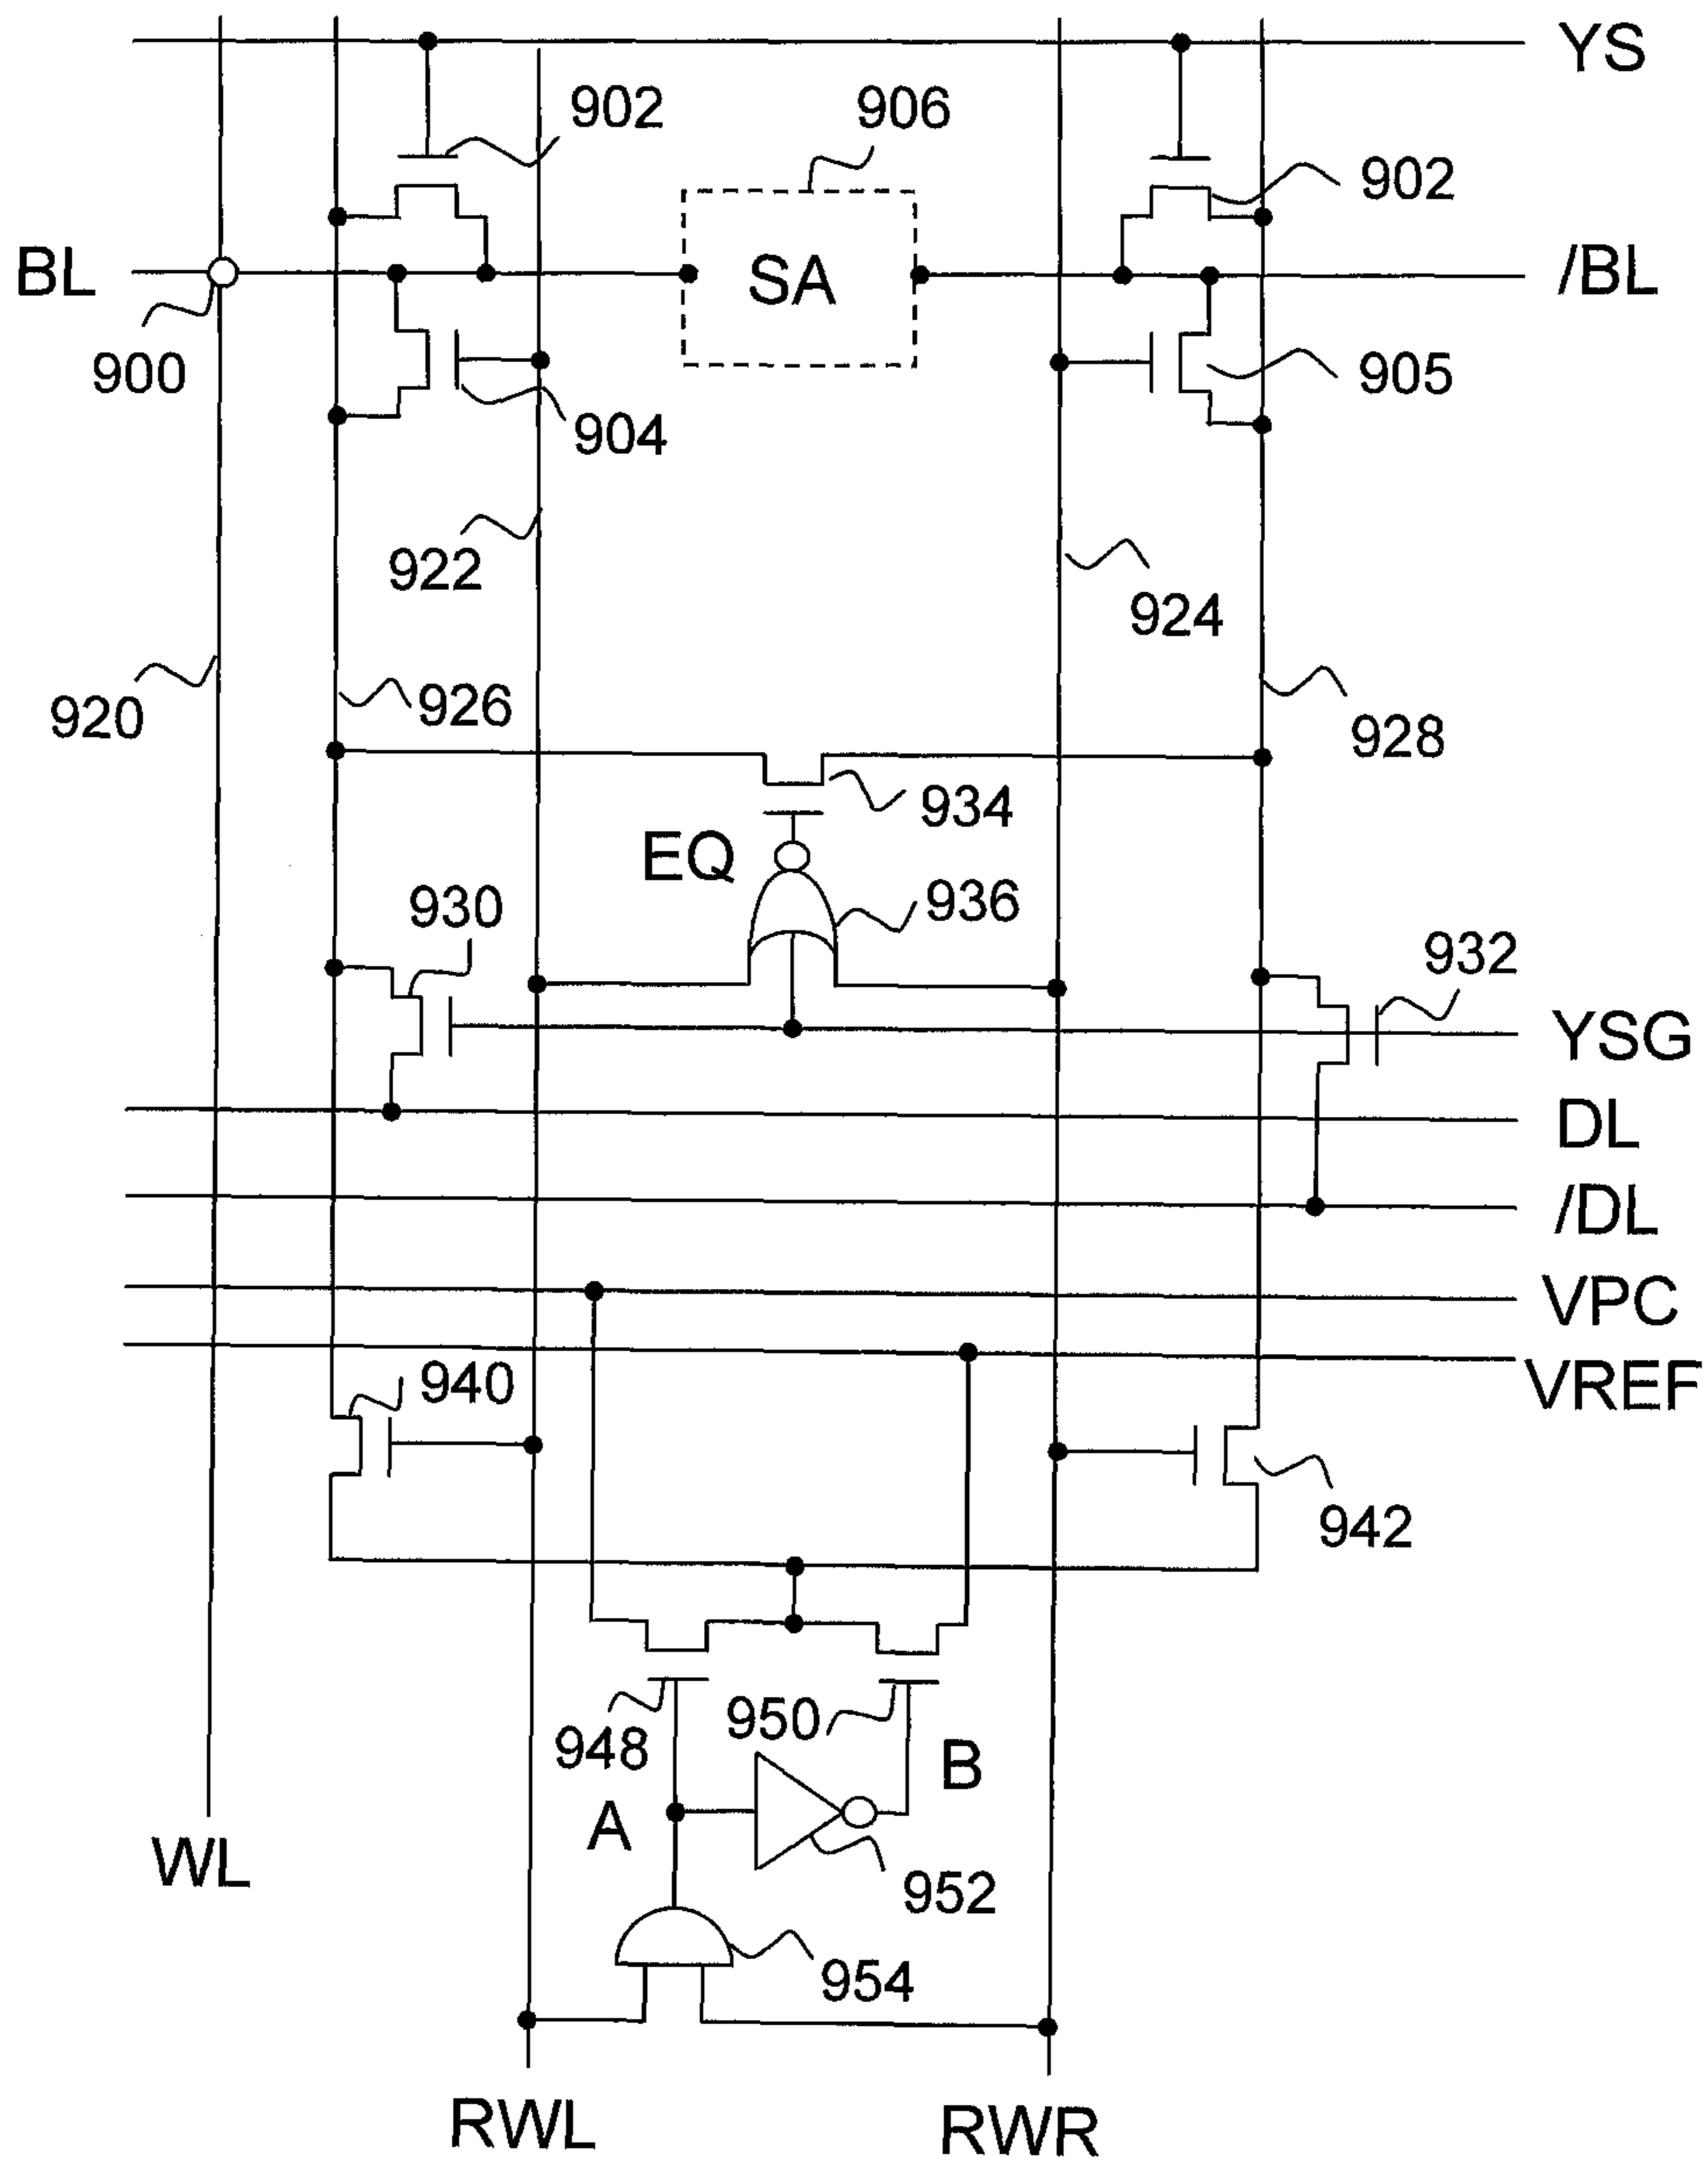 YS
902
906
902
BL
SA
/BL
900
904
905
922
924
920
926
928
934
EQ
936
930
932
YSG
DL
/DL
VPC
VREF
940
942
948
950
B
A
952
WL
954
RWL
RWR